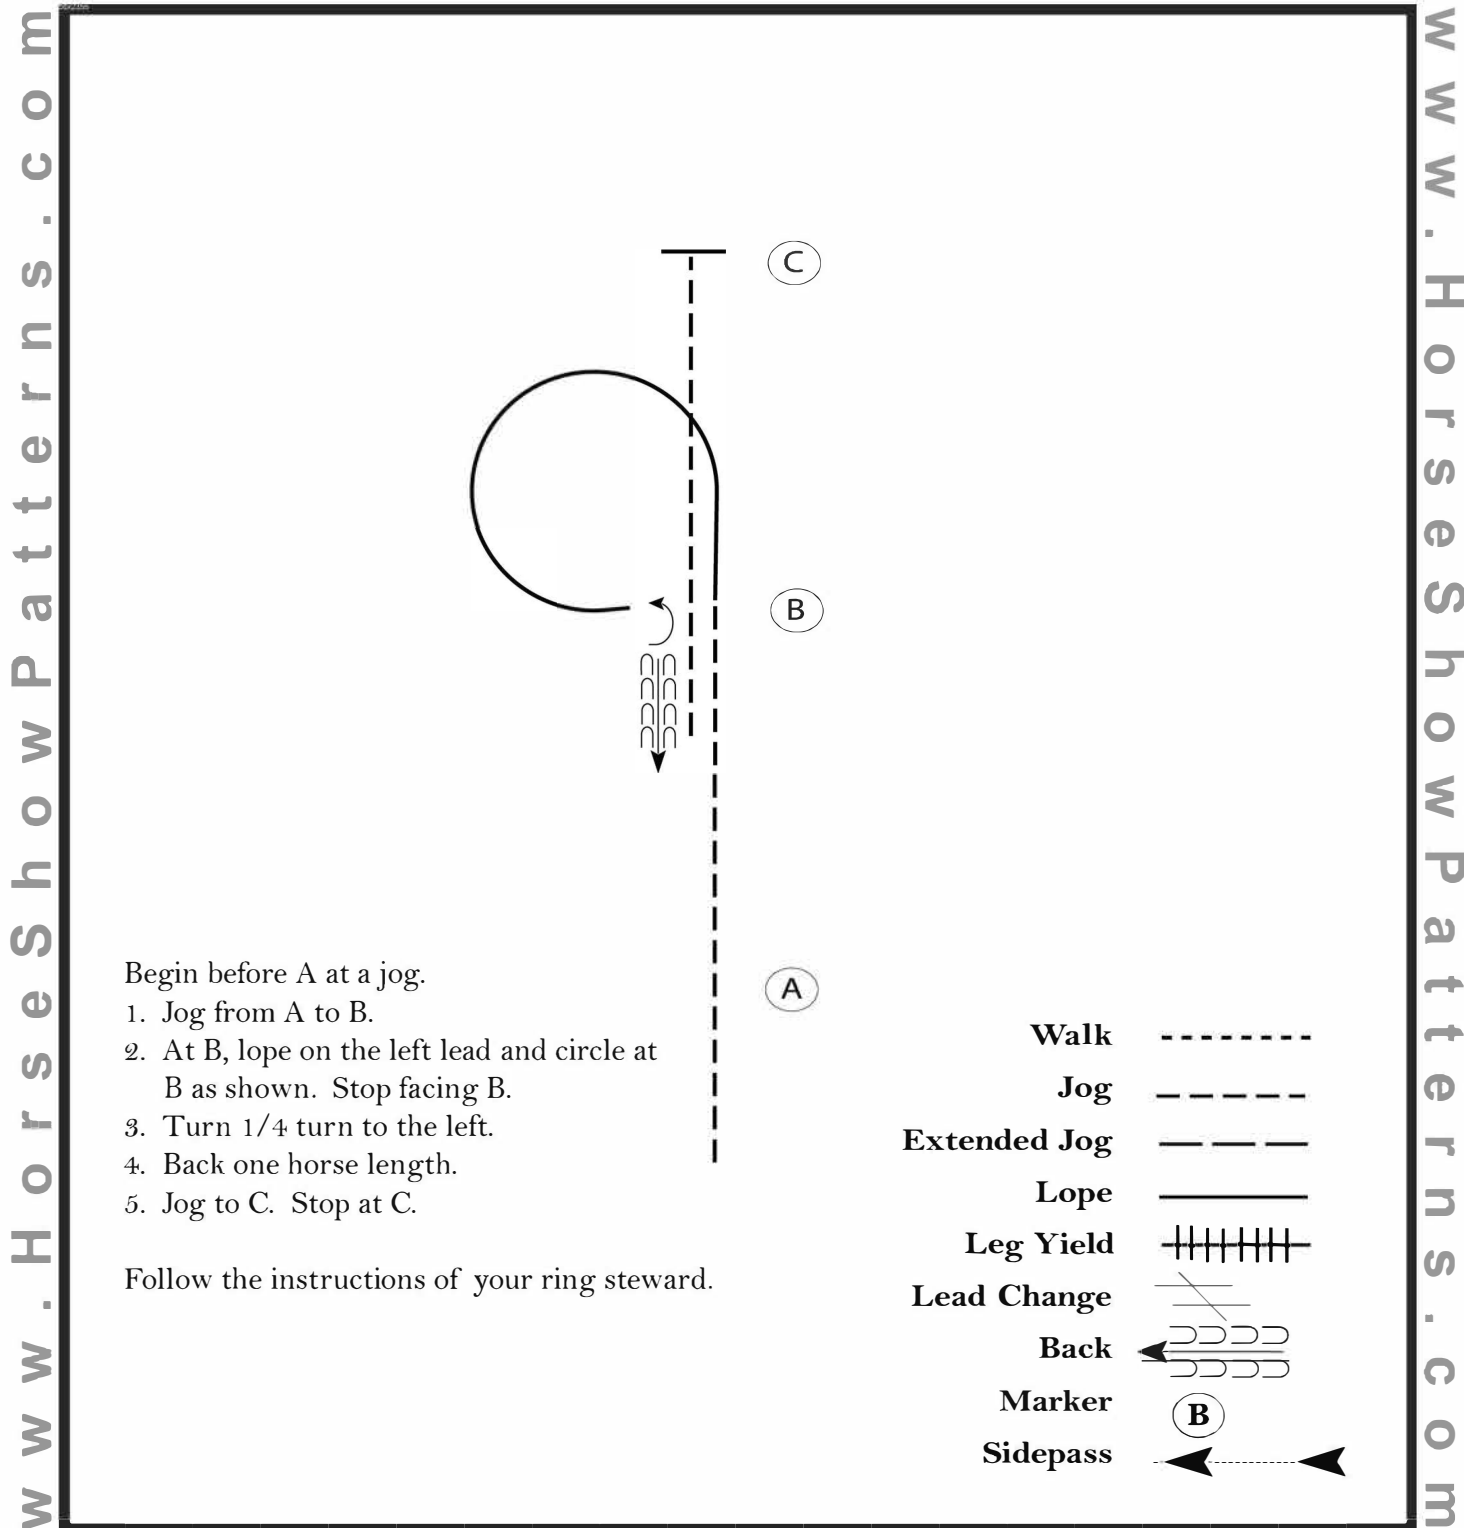 www.HorseShowPatterns.com
www.HorseShowPatterns.com
C
B
A
Begin before A at a jog.
1. Jog from A to B.
2. At B, lope on the left lead and circle at
B as shown. Stop facing B.
3. Turn 1/4 turn to the left.
4. Back one horse length.
5. Jog to C. Stop at C.
Follow the instructions of your ring steward.
Walk
Jog
Extended Jog
Lope
Leg Yield
Lead Change
Back
Marker B
Sidepass